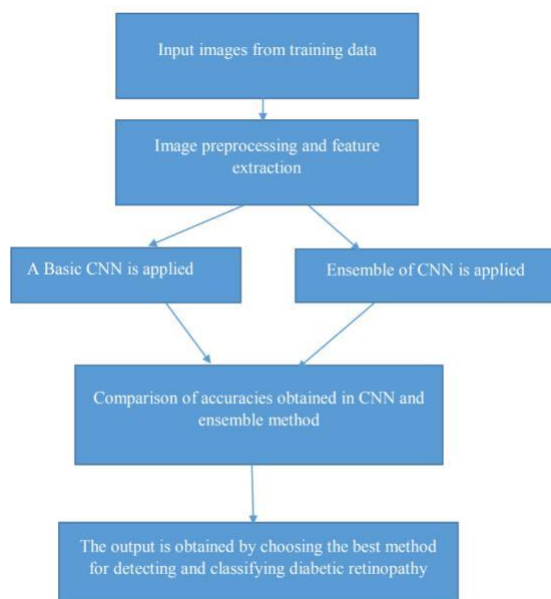 Input images from training data
Image preprocessing and feature
extraction
A Basic CNN is applied
Ensemble of CNN is applied
Comparison of accuracies obtained in CNN and
ensemble method
The output is obtained by choosing the best method
for detecting and classifying diabetic retinopathy